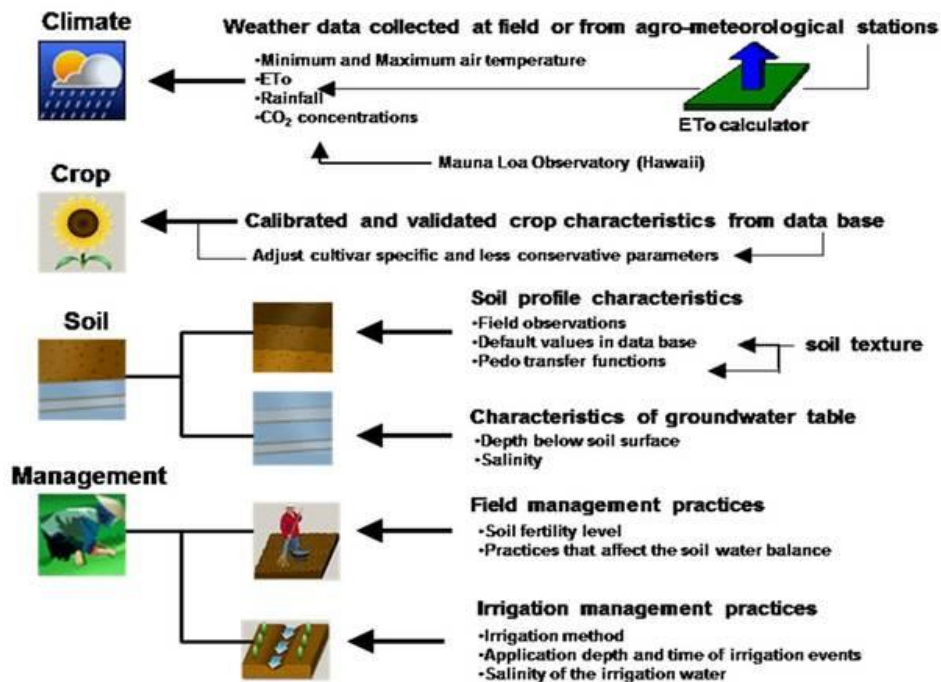 Climate
Weather data collected at field or from agro-meteorological stations
•Minimum and Maximum air temperature
•ETo
•Rainfall
•CO2 concentrations
ETo calculator
Mauna Loa Observatory (Hawaii)
Crop
Calibrated and validated crop characteristics from data base
Adjust cultivar specific and less conservative parameters
Soil
Soil profile characteristics
•Field observations
•Default values in data base
•Pedo transfer functions
soil texture
Characteristics of groundwater table
•Depth below soil surface
•Salinity
Management
Field management practices
•Soil fertility level
•Practices that affect the soil water balance
Irrigation management practices
•Irrigation method
•Application depth and time of irrigation events
•Salinity of the irrigation water